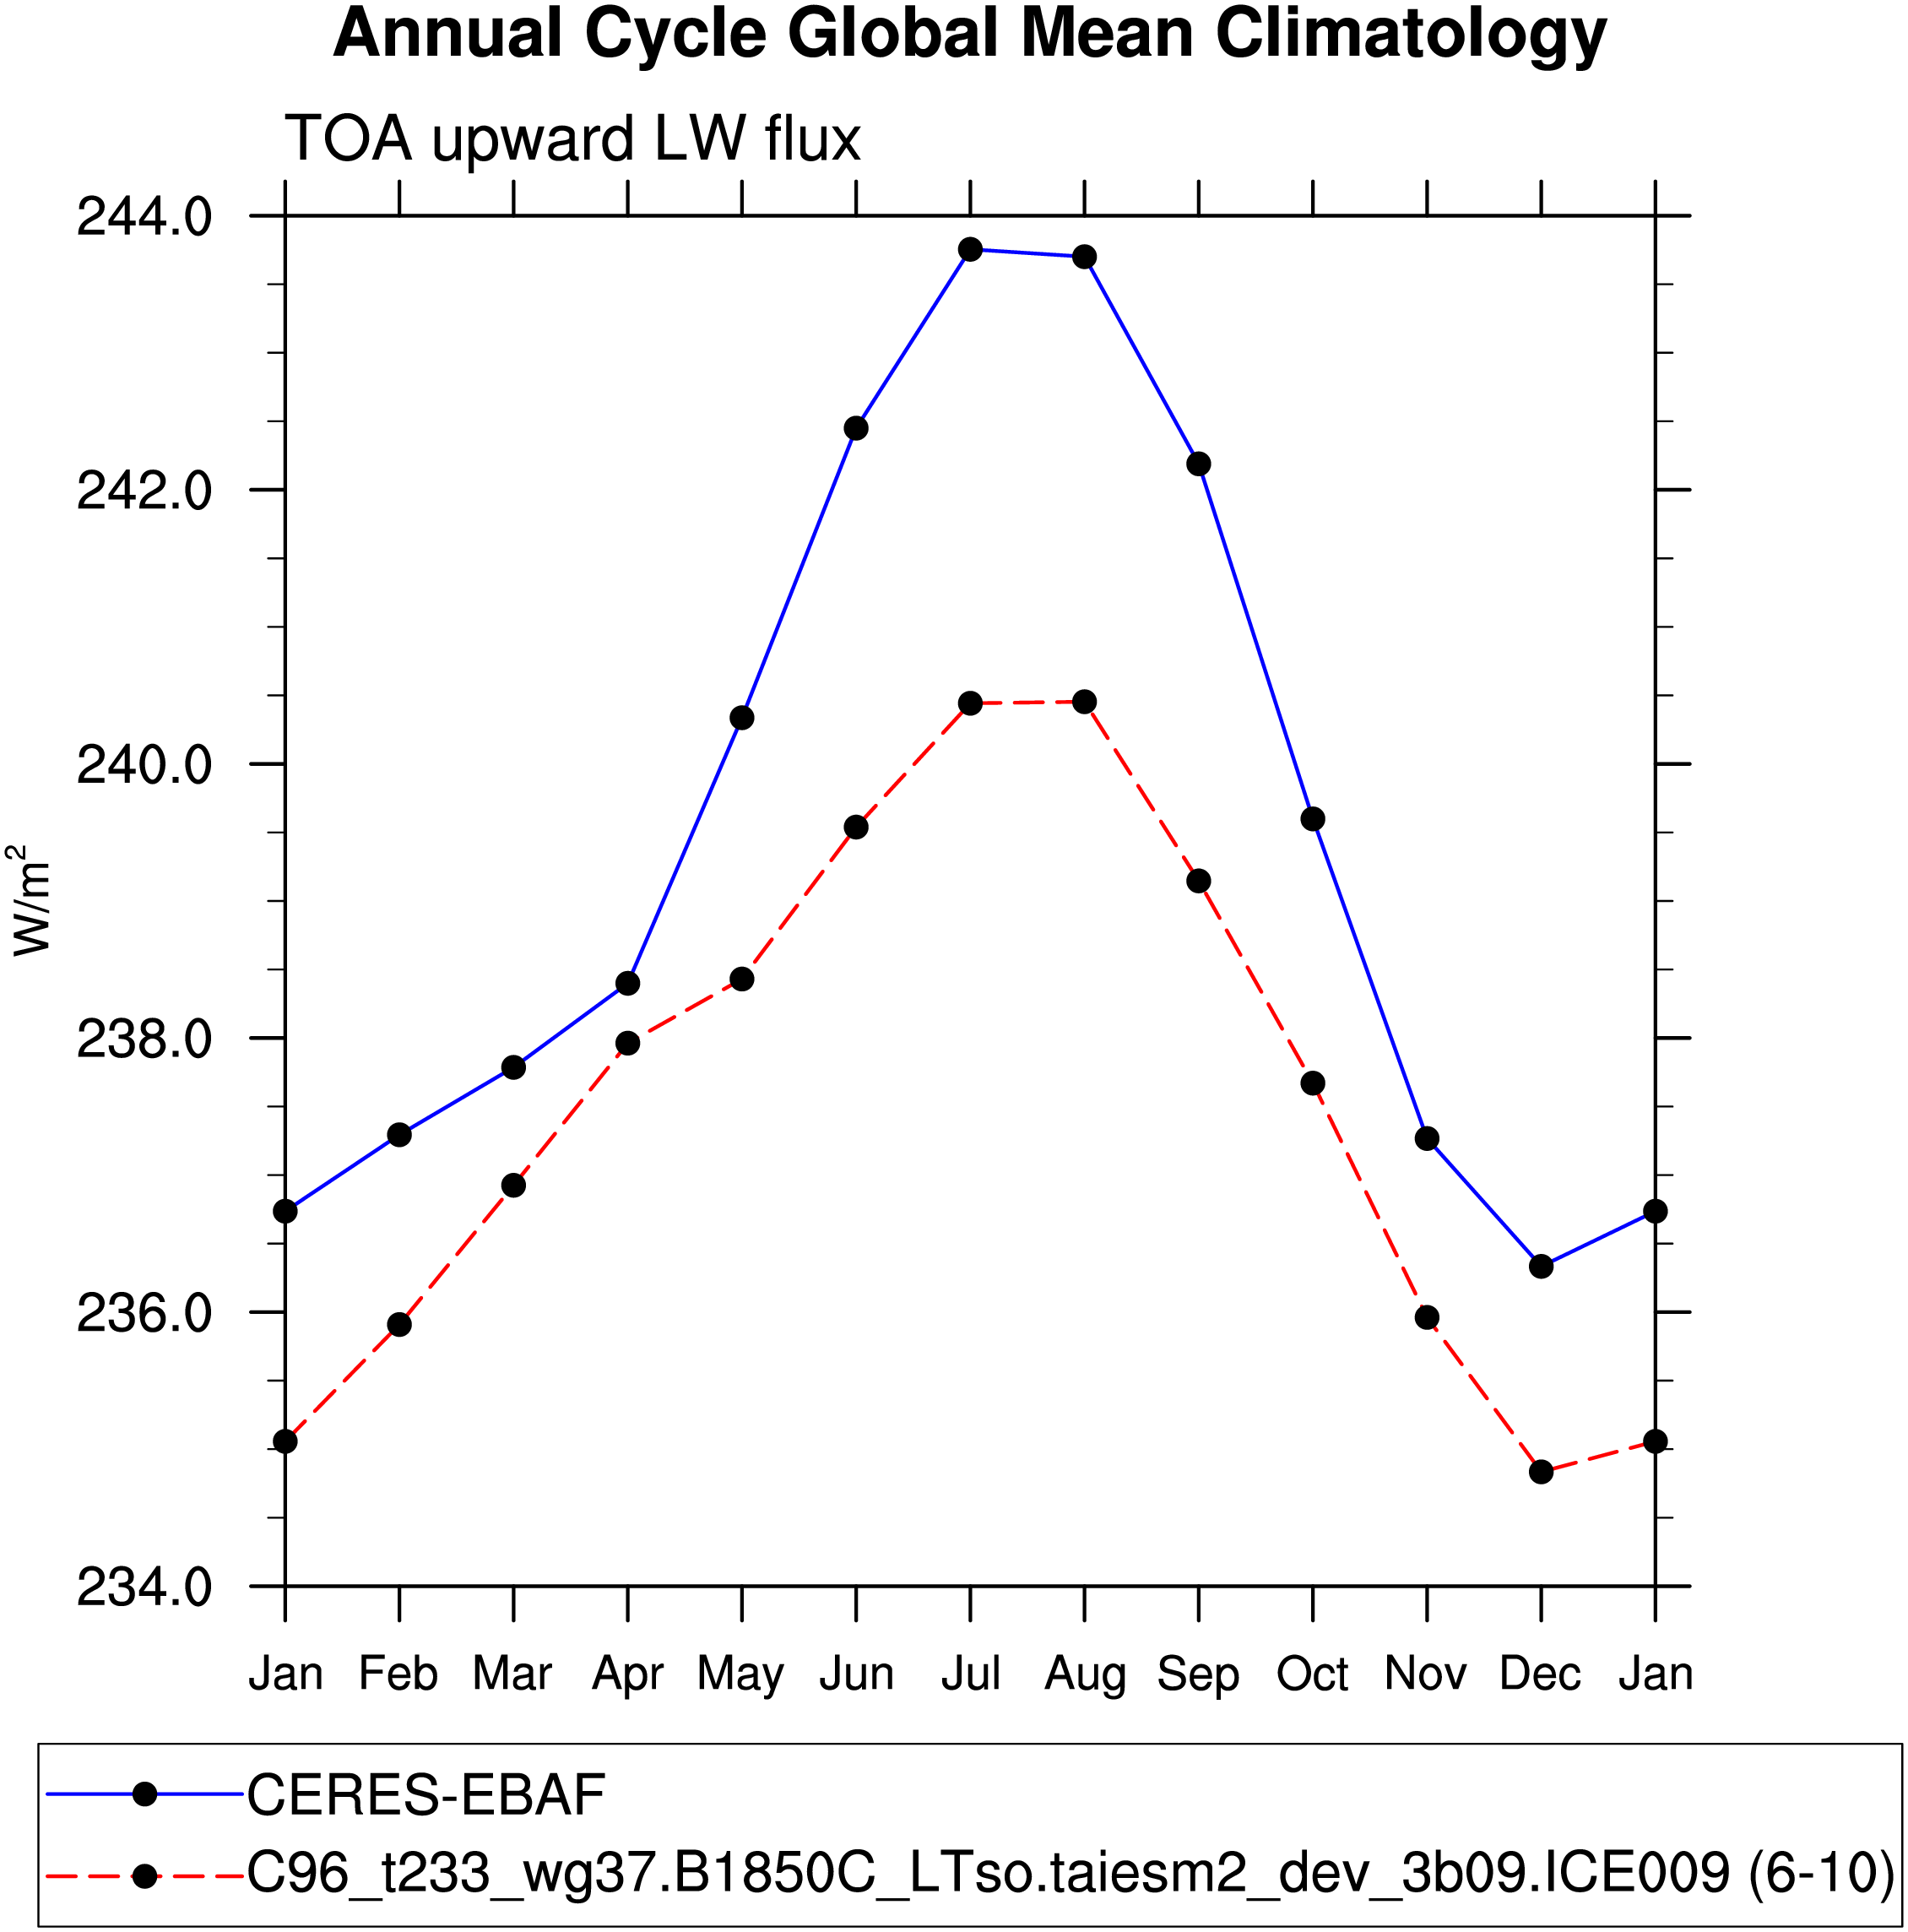 Annual Cycle Global Mean Climatology
TOA upward LW flux
244.0
242.0
240.0
238.0
236.0
234.0
W/m²
Jan Feb Mar Apr May Jun Jul Aug Sep Oct Nov Dec Jan
CERES-EBAF
C96_t233_wg37.B1850C_LTso.taiesm2_dev_3b09.ICE009 (6-10)